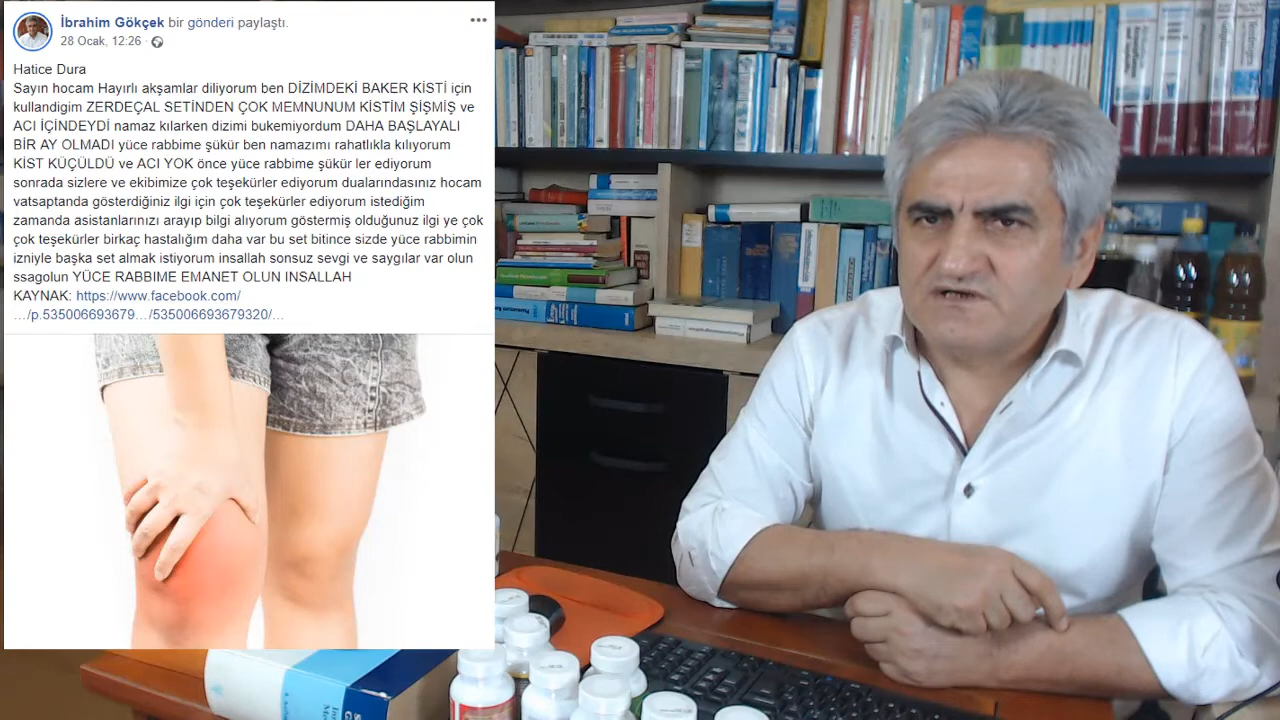 İbrahim Gökçek bir gönderi paylaştı.
28 Ocak, 12:26
Hatice Dura
Sayın hocam Hayırlı akşamlar diliyorum ben DİZİMDEKİ BAKER KİSTİ için
kullandigim ZERDEÇAL SETİNDEN ÇOK MEMNUNUM KİSTİM ŞİŞMİŞ ve
ACI İÇİNDEYDİ namaz kılarken dizimi bukemiyordum DAHA BAŞLAYALI
BİR AY OLMADI yüce rabbime şükür ben namazımı rahatlıkla kılıyorum
KİST KÜÇÜLDÜ ve ACI YOK önce yüce rabbime şükür ler ediyorum
sonrada sizlere ve ekibimize çok teşekürler ediyorum dualarındasınız hocam
vatsaptanda gösterdiğiniz ilgi için çok teşekürler ediyorum istediğim
zamanda asistanlarınızı arayıp bilgi alıyorum göstermiş olduğunuz ilgi ye çok
çok teşekürler birkaç hastalığım daha var bu set bitince sizde yüce rabbimin
izniyle başka set almak istiyorum insallah sonsuz sevgi ve saygılar var olun
ssagolun YÜCE RABBIME EMANET OLUN INSALLAH
KAYNAK: https://www.facebook.com/
…/p.535006693679…/535006693679320/…